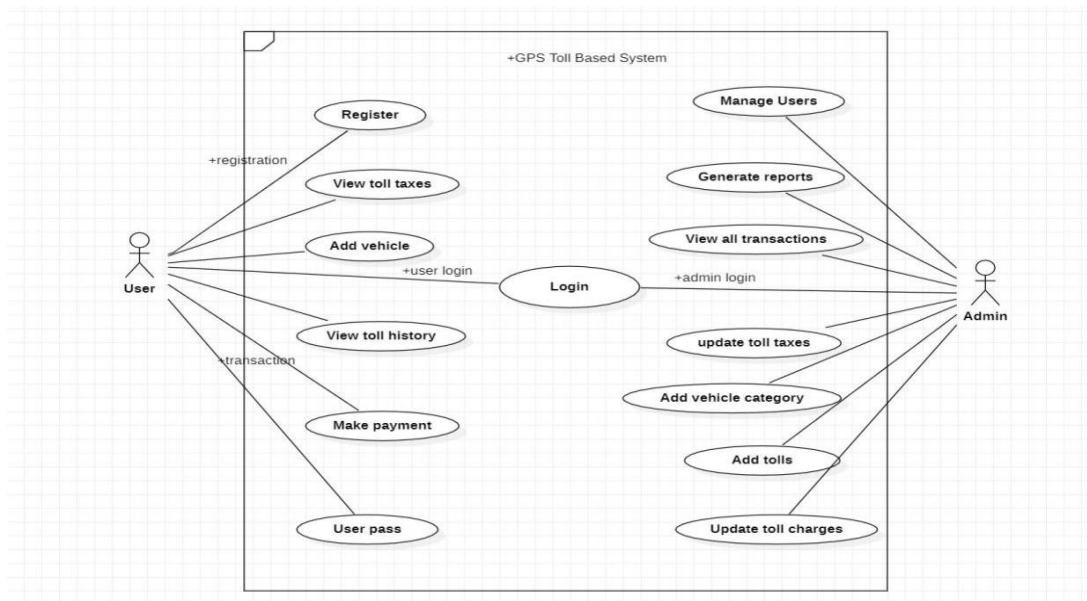 +GPS Toll Based System
Register
Manage Users
+registration
View toll taxes
Generate reports
Add vehicle
View all transactions
+user login
+admin login
User
Login
Admin
View toll history
update toll taxes
+transaction
Add vehicle category
Make payment
Add tolls
User pass
Update toll charges